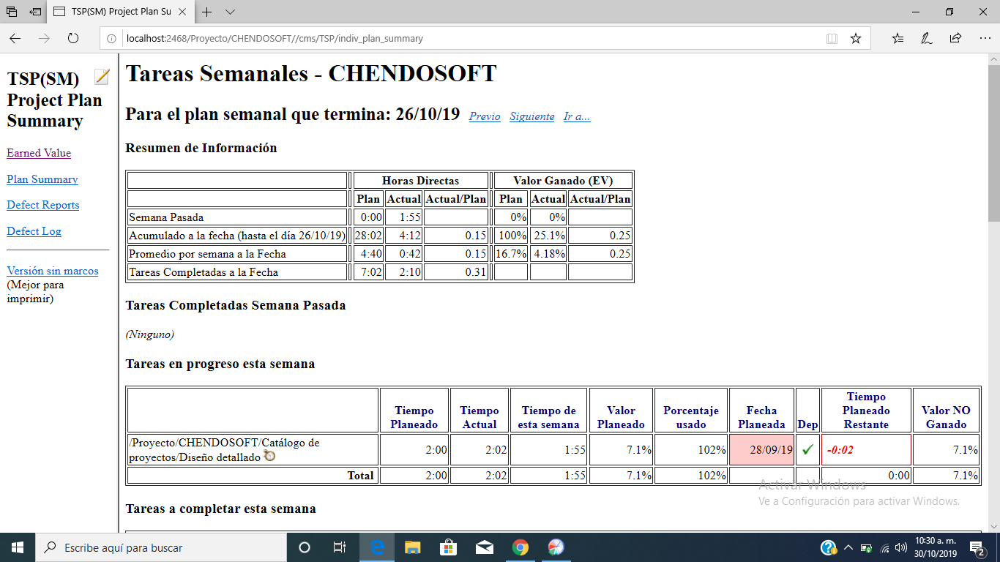 TSP(SM) Project Plan Su
localhost:2468/Proyecto/CHENDOSOFT//cms/TSP/indiv_plan_summary
TSP(SM)
Project Plan
Summary
Earned Value
Plan Summary
Defect Reports
Defect Log
Versión sin marcos
(Mejor para
imprimir)
Tareas Semanales - CHENDOSOFT
Para el plan semanal que termina: 26/10/19 Previo Siguiente Ir a...
Resumen de Información
Horas Directas Valor Ganado (EV)
Plan Actual Actual/Plan Plan Actual Actual/Plan
Semana Pasada 0:00 1:55 0% 0%
Acumulado a la fecha (hasta el día 26/10/19) 28:02 4:12 0.15 100% 25.1% 0.25
Promedio por semana a la Fecha 4:40 0:42 0.15 16.7% 4.18% 0.25
Tareas Completadas a la Fecha 7:02 2:10 0.31
Tareas Completadas Semana Pasada
(Ninguno)
Tareas en progreso esta semana
Tiempo Planeado Tiempo Actual Tiempo de esta semana Valor Planeado Porcentaje usado Fecha Planeada Dep Tiempo Planeado Restante Valor NO Ganado
/Proyecto/CHENDOSOFT/Catálogo de
proyectos/Diseño detallado 2:00 2:02 1:55 7.1% 102% 28/09/19 -0:02 7.1%
Total 2:00 2:02 1:55 7.1% 102% 0:00 7.1%
Tareas a completar esta semana
Activar Windows
Ve a Configuración para activar Windows.
Escribe aquí para buscar
10:30 a. m.
30/10/2019
2